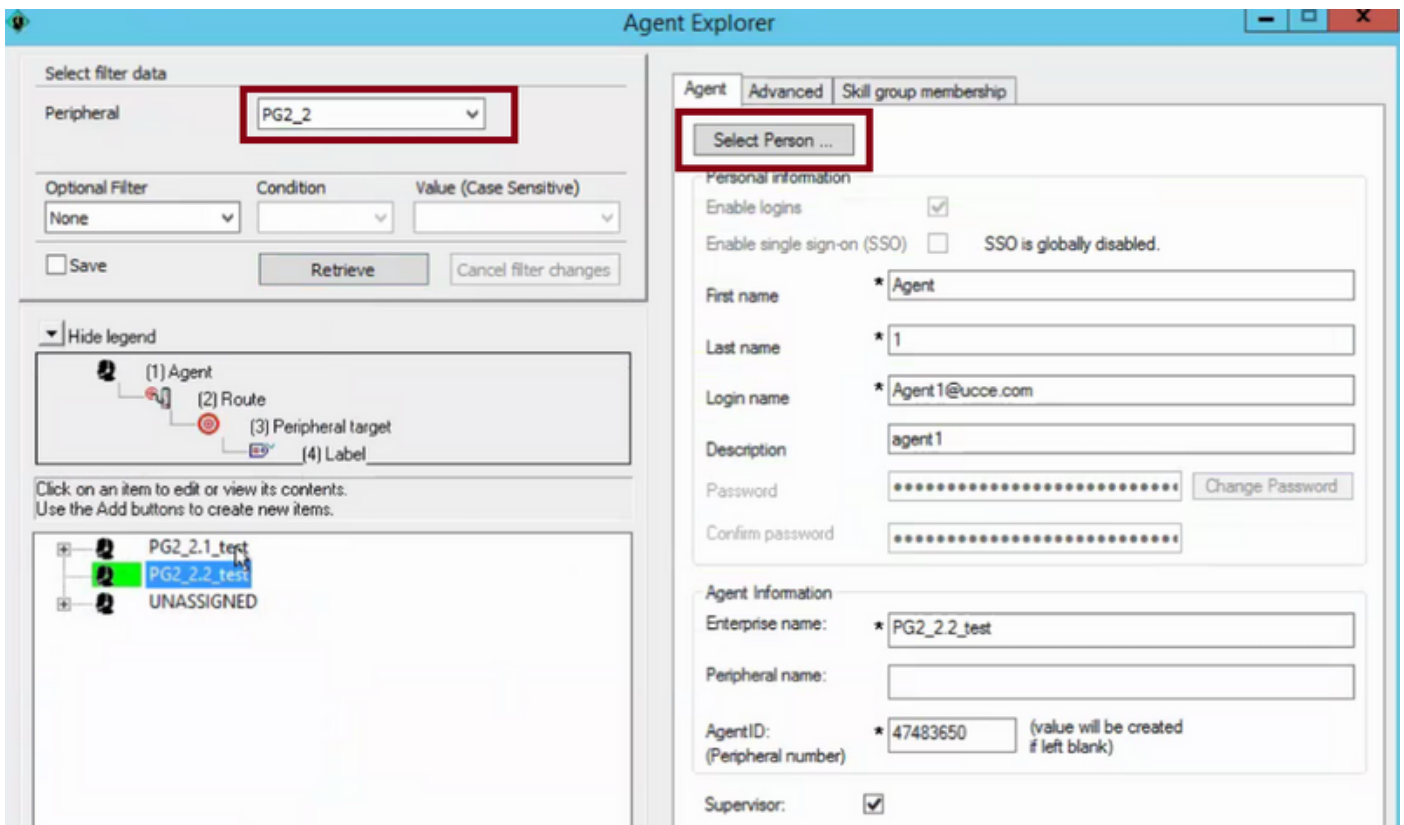 Agent Explorer
Select filter data
Peripheral
PG2_2
Optional Filter
Condition
Value (Case Sensitive)
None
Save
Retrieve
Cancel filter changes
Hide legend
(1) Agent
(2) Route
(3) Peripheral target
(4) Label
Click on an item to edit or view its contents.
Use the Add buttons to create new items.
PG2_2.1_test
PG2_2.2_test
UNASSIGNED
Agent
Advanced
Skill group membership
Select Person ...
Personal information
Enable logins
Enable single sign-on (SSO)
SSO is globally disabled.
First name
* Agent
Last name
* 1
Login name
* Agent1@ucce.com
Description
agent1
Password
Change Password
Confirm password
Agent Information
Enterprise name:
* PG2_2.2_test
Peripheral name:
AgentID:
(Peripheral number)
* 47483650
(value will be created
if left blank)
Supervisor: